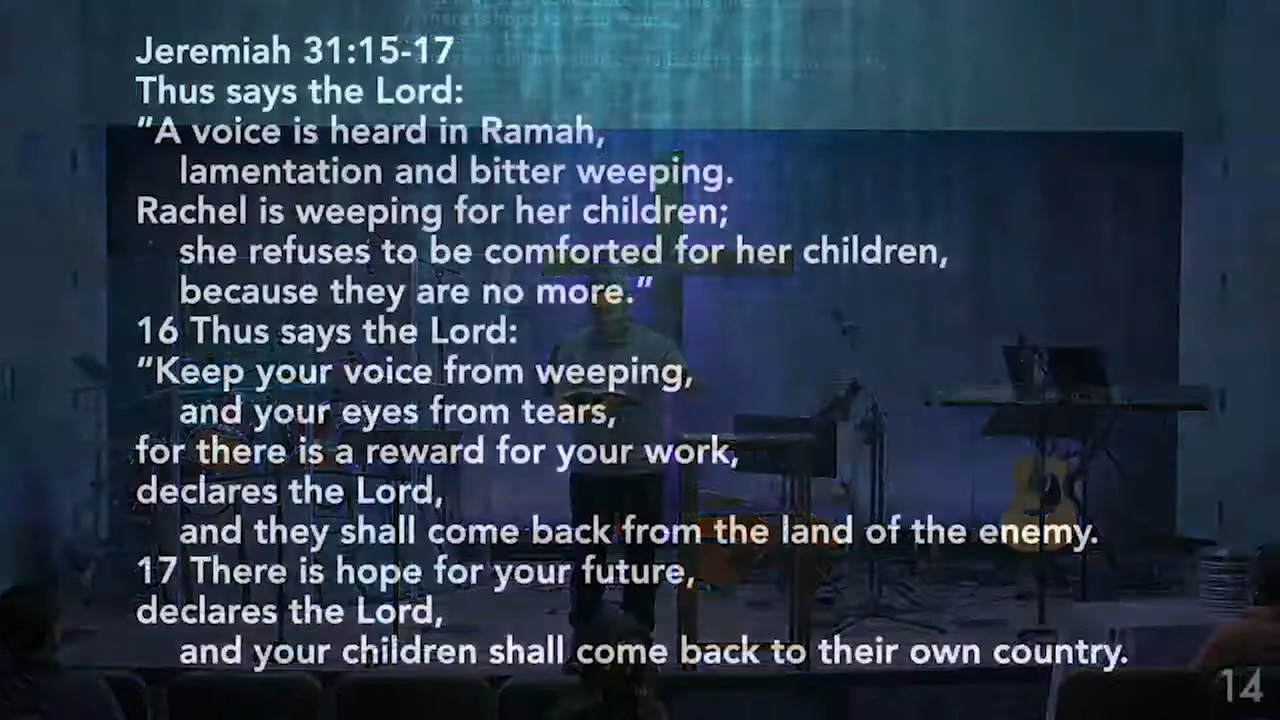 Jeremiah 31:15-17
Thus says the Lord:
“A voice is heard in Ramah,
lamentation and bitter weeping.
Rachel is weeping for her children;
she refuses to be comforted for her children,
because they are no more.”
16 Thus says the Lord:
“Keep your voice from weeping,
and your eyes from tears,
for there is a reward for your work,
declares the Lord,
and they shall come back from the land of the enemy.
17 There is hope for your future,
declares the Lord,
and your children shall come back to their own country.
14